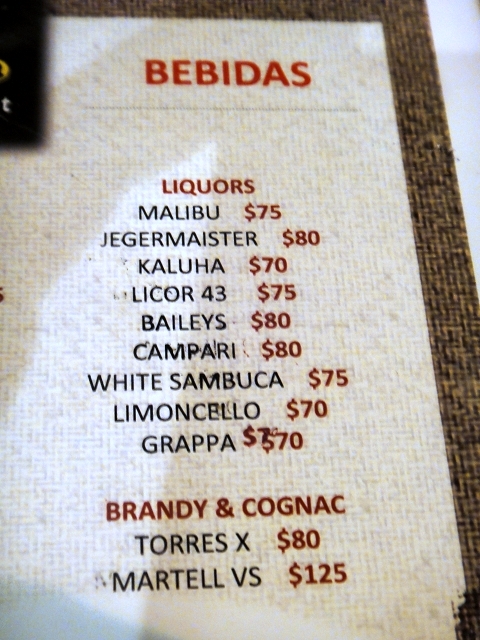 BEBIDAS
LIQUORS
MALIBU $75
JEGERMAISTER $80
KALUHA $70
LICOR 43 $75
BAILEYS $80
CAMPARI $80
WHITE SAMBUCA $75
LIMONCELLO $70
GRAPPA $70
BRANDY & COGNAC
TORRES X $80
MARTELL VS $125